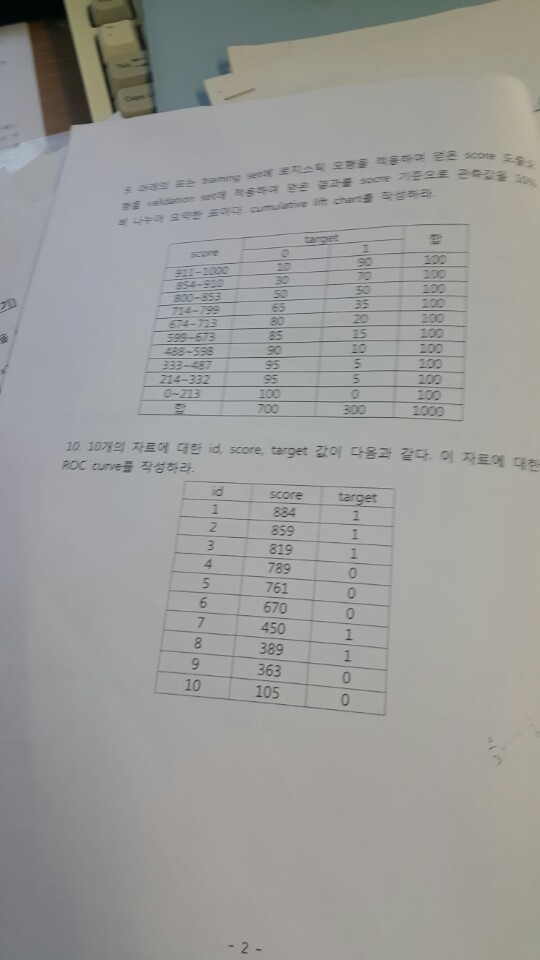 9. 아래의 표는 training set에 로지스틱 모형을 적용하여 얻은 score 도출모
형을 validation set에 적용하여 얻은 결과를 socre 기준으로 관측값을 10%
씩 나누어 요약한 표이다. cumulative lift chart를 작성하라.
score target 합
0 1
911~1000 10 90 100
854~910 30 70 100
800~853 50 50 100
714~799 65 35 100
674~713 80 20 100
599~673 85 15 100
488~598 90 10 100
333~487 95 5 100
214~332 95 5 100
0~213 100 0 100
합 700 300 1000
10. 10개의 자료에 대한 id, score, target 값이 다음과 같다. 이 자료에 대한
ROC curve를 작성하라.
id score target
1 884 1
2 859 1
3 819 1
4 789 0
5 761 0
6 670 0
7 450 1
8 389 1
9 363 0
10 105 0
- 2 -